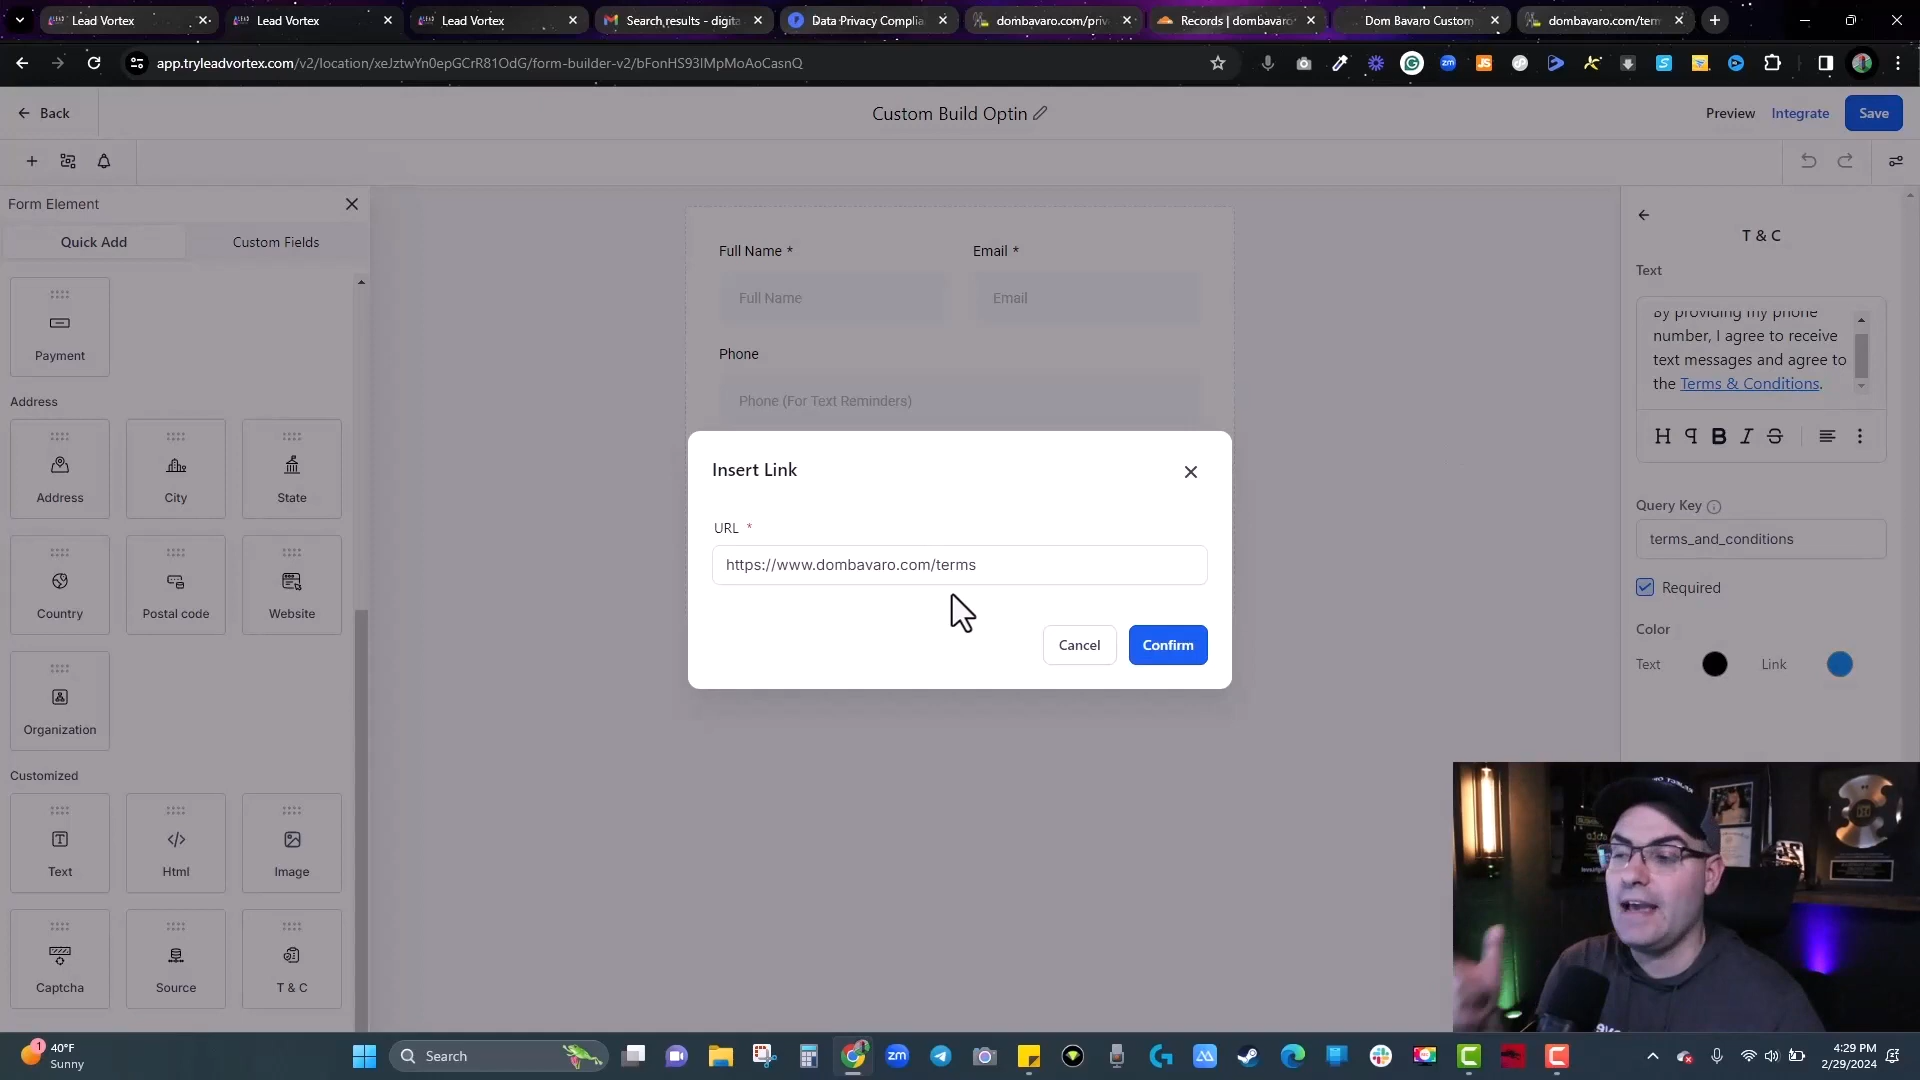 Lead Vortex
Lead Vortex
Lead Vortex
Search results - digita
Data Privacy Complia
dombavaro.com/priv
Records | dombavaro
Dom Bavaro Custom
dombavaro.com/term
app.tryleadvortex.com/v2/location/xeJztwYn0epGCrR81OdG/form-builder-v2/bFonHS93IMpMoAoCasnQ
Back
Custom Build Optin
Preview
Integrate
Save
Form Element
Quick Add
Custom Fields
Payment
Address
Address
City
State
Country
Postal code
Website
Organization
Customized
Text
Html
Image
Captcha
Source
T & C
Full Name *
Email *
Full Name
Email
Phone
Phone (For Text Reminders)
Insert Link
URL *
https://www.dombavaro.com/terms
Cancel
Confirm
T & C
Text
By providing my phone
number, I agree to receive
text messages and agree to
the Terms & Conditions.
Query Key
terms_and_conditions
Required
Color
Text
Link
1
40°F
Sunny
Search
4:29 PM
2/29/2024